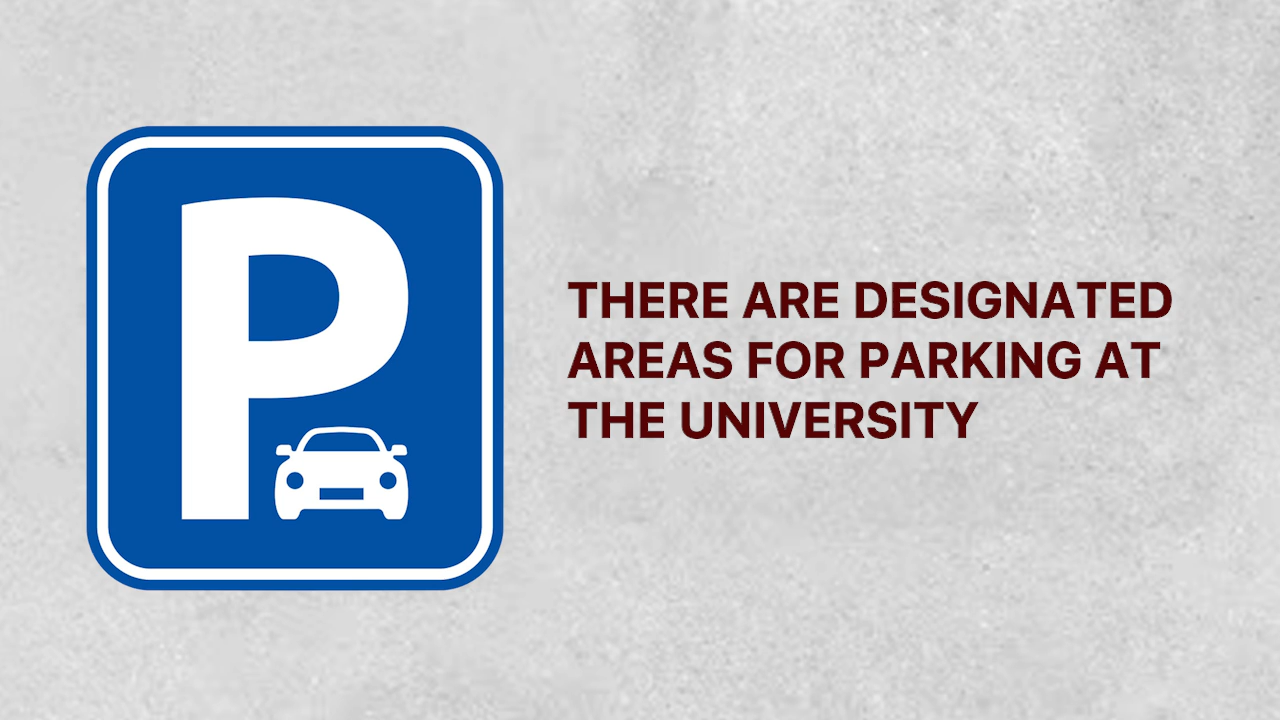 P
THERE ARE DESIGNATED
AREAS FOR PARKING AT
THE UNIVERSITY